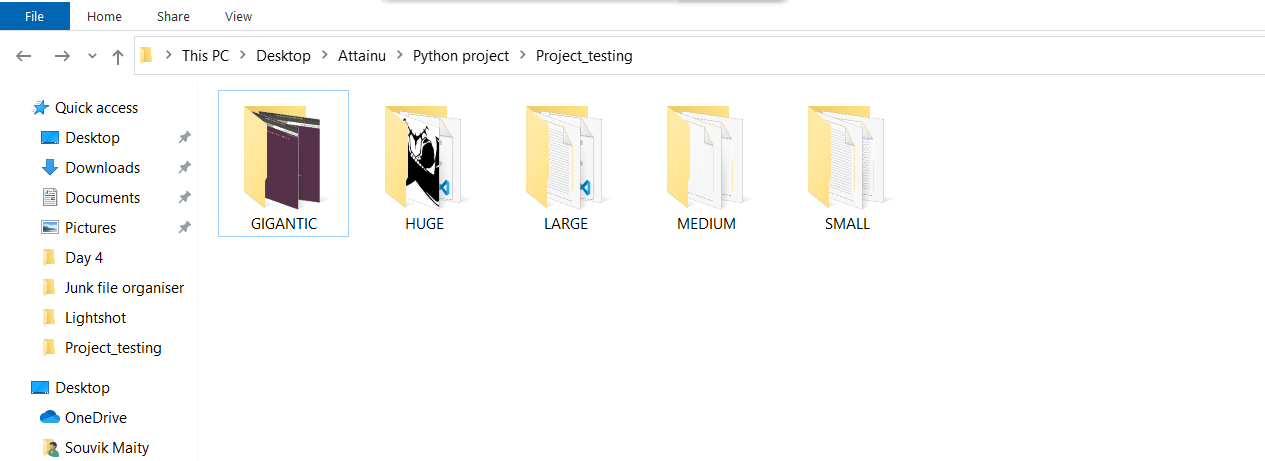 File Home Share View
This PC Desktop Attainu Python project Project_testing
Quick access
Desktop
Downloads
Documents
Pictures
Day 4
Junk file organiser
Lightshot
Project_testing
Desktop
OneDrive
Souvik Maity
GIGANTIC HUGE LARGE MEDIUM SMALL